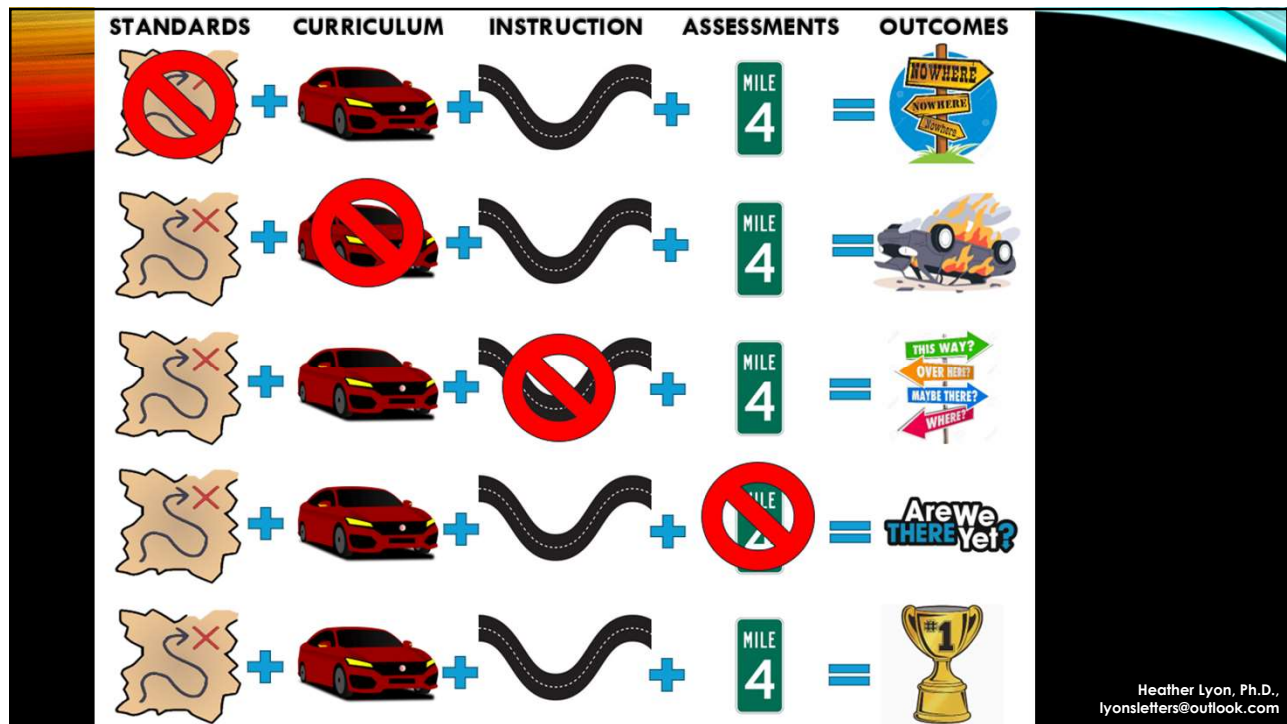 STANDARDS CURRICULUM INSTRUCTION ASSESSMENTS OUTCOMES
MILE
4
NOWHERE
NOWHERE
Nowhere
MILE
4
MILE
4
THIS WAY?
OVER HERE?
MAYBE THERE?
WHERE?
Are We
THERE Yet?
MILE
4
#1
Heather Lyon, Ph.D.,
lyonsletters@outlook.com